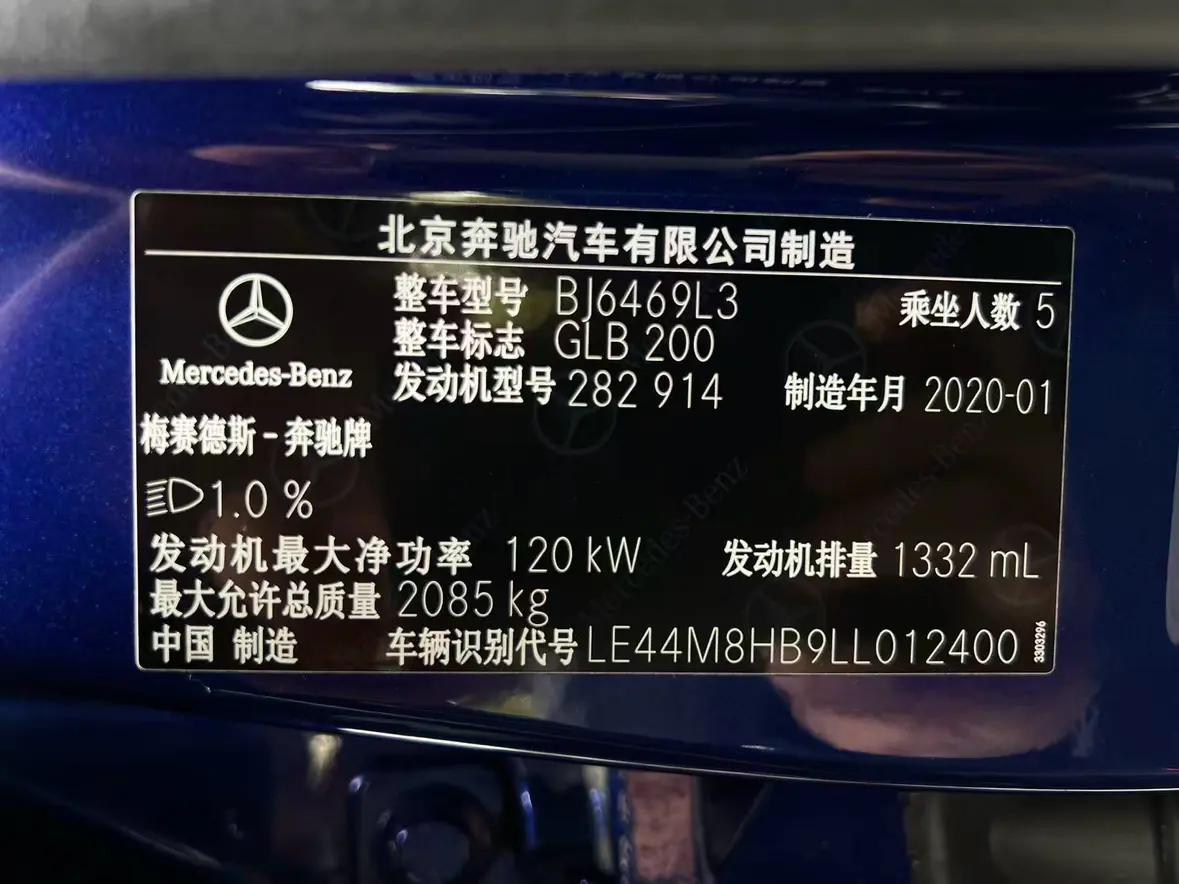 北京奔驰汽车有限公司制造
整车型号 BJ6469L3 乘坐人数 5
整车标志 GLB 200
Mercedes-Benz
发动机型号 282 914 制造年月 2020-01
梅赛德斯-奔驰牌
1.0 %
发动机最大净功率 120 kW 发动机排量 1332 mL
最大允许总质量 2085 kg
中国 制造 车辆识别代号 LE44M8HB9LL012400
3303296